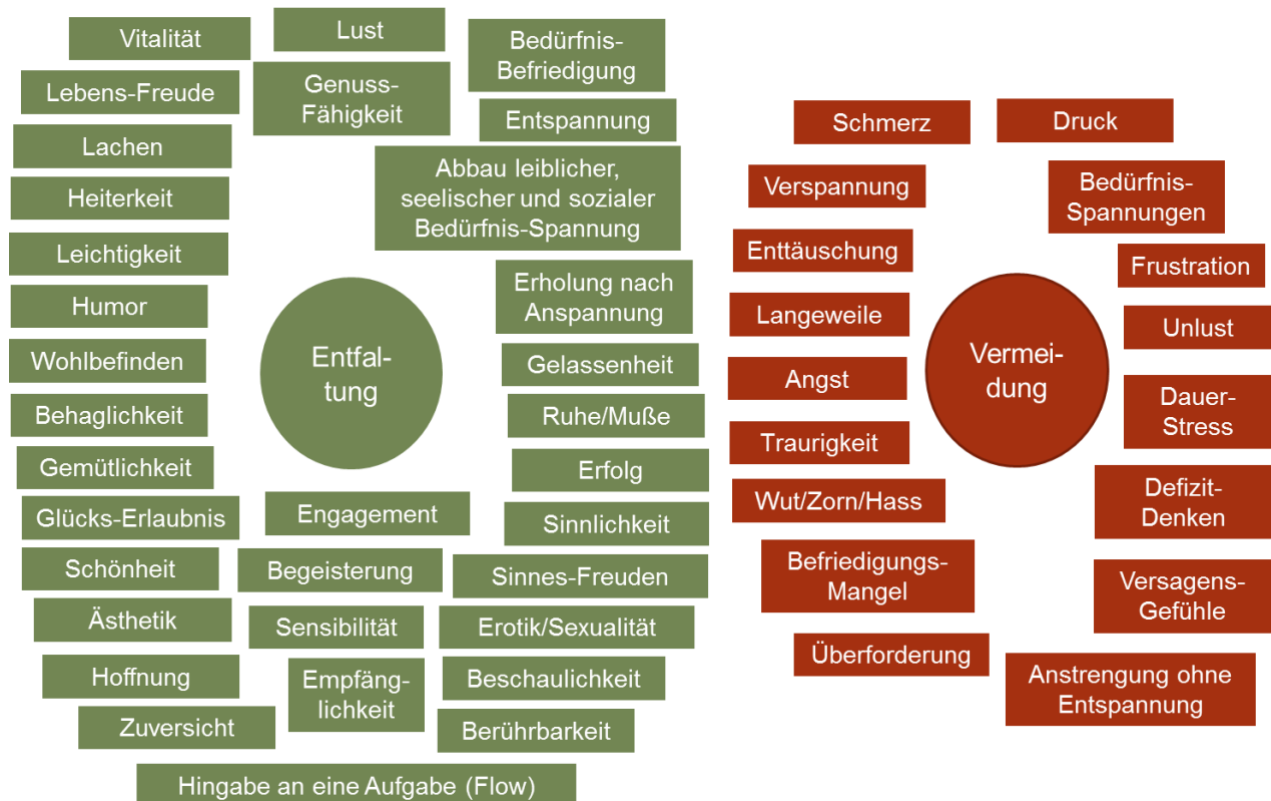 Vitalität
Lust
Bedürfnis-
Befriedigung
Lebens-Freude
Genuss-
Fähigkeit
Entspannung
Lachen
Abbau leiblicher,
seelischer und sozialer
Bedürfnis-Spannung
Heiterkeit
Leichtigkeit
Erholung nach
Anspannung
Humor
Entfal-
tung
Wohlbefinden
Gelassenheit
Behaglichkeit
Ruhe/Muße
Gemütlichkeit
Erfolg
Glücks-Erlaubnis
Engagement
Sinnlichkeit
Schönheit
Begeisterung
Sinnes-Freuden
Ästhetik
Sensibilität
Erotik/Sexualität
Hoffnung
Empfäng-
lichkeit
Beschaulichkeit
Zuversicht
Berührbarkeit
Hingabe an eine Aufgabe (Flow)
Schmerz
Druck
Verspannung
Bedürfnis-
Spannungen
Enttäuschung
Frustration
Langeweile
Unlust
Vermei-
dung
Angst
Dauer-
Stress
Traurigkeit
Wut/Zorn/Hass
Defizit-
Denken
Befriedigungs-
Mangel
Versagens-
Gefühle
Überforderung
Anstrengung ohne
Entspannung